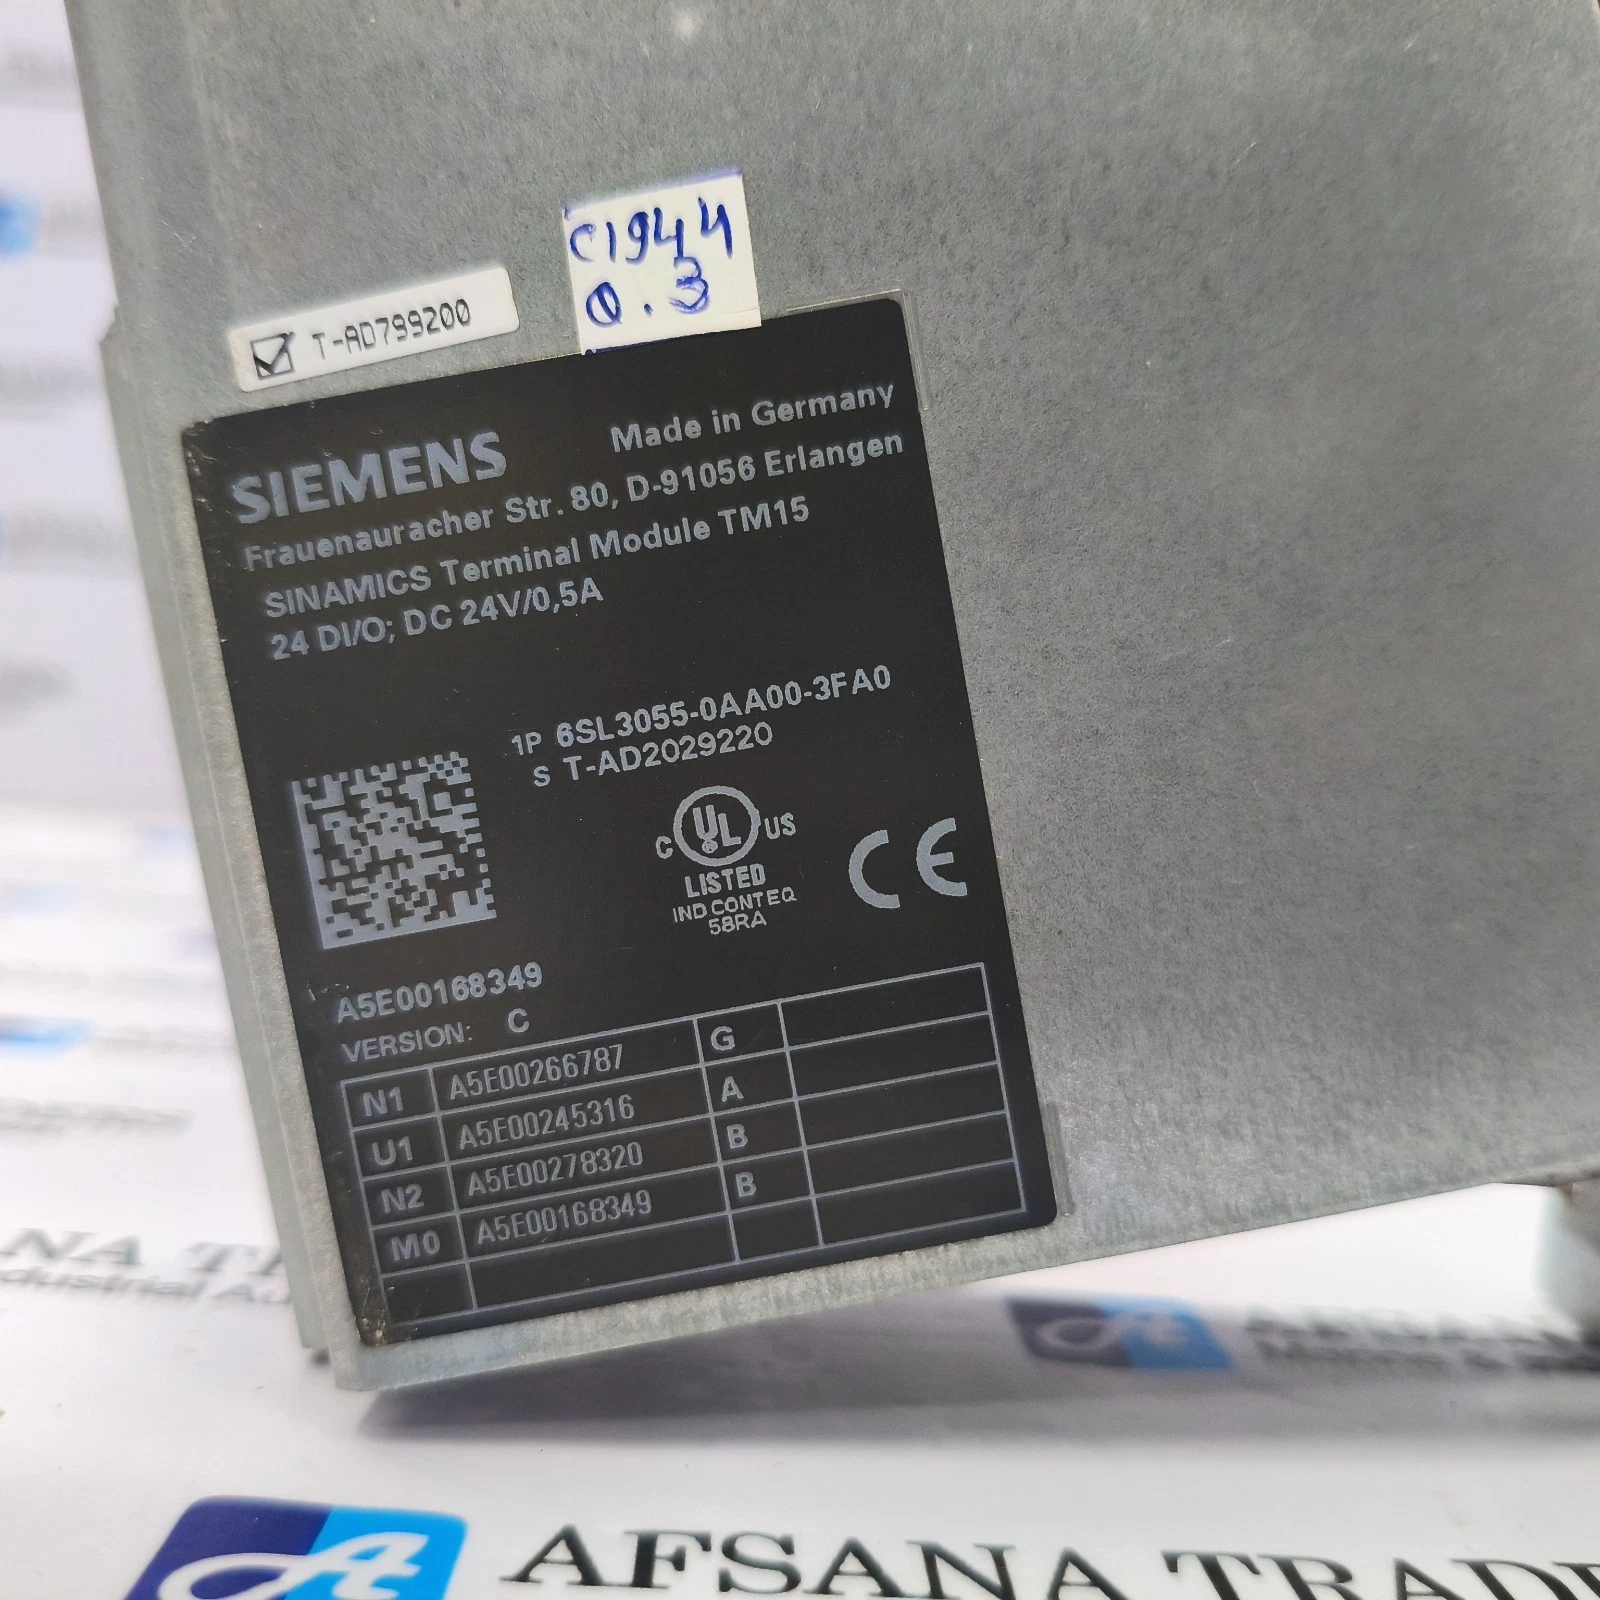 C1944
0.3
T-AD799200
SIEMENS
Made in Germany
Frauenauracher Str. 80, D-91056 Erlangen
SINAMICS Terminal Module TM15
24 DI/O; DC 24V/0,5A
1P 6SL3055-0AA00-3FA0
S T-AD2029220
C UL US
LISTED
IND CONT EQ
58RA
CE
A5E00168349
VERSION: C
N1 A5E00266787 G
U1 A5E00245316 A
N2 A5E00278320 B
M0 A5E00168349 B
AFSANA TRADE